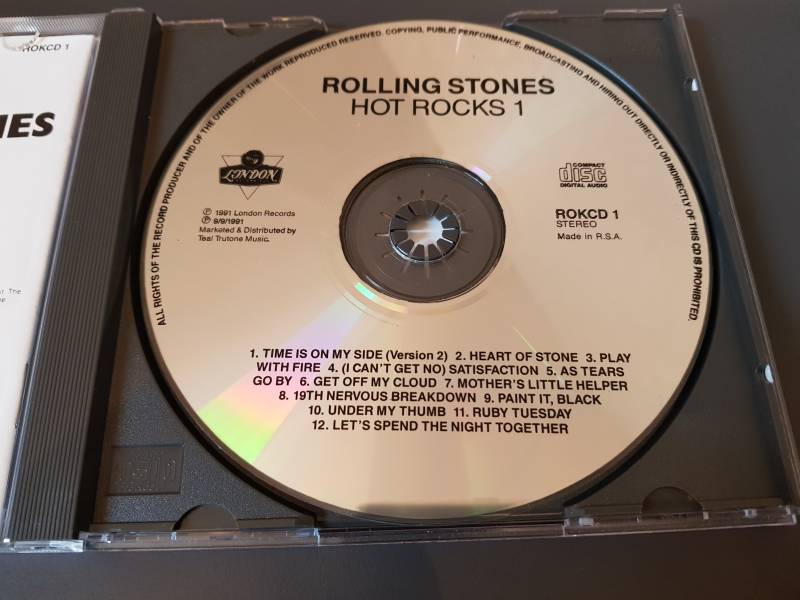 ROKCD 1
ALL RIGHTS OF THE RECORD PRODUCER AND OF THE OWNER OF THE WORK REPRODUCED RESERVED. COPYING, PUBLIC PERFORMANCE, BROADCASTING AND HIRING OUT DIRECTLY OR INDIRECTLY OF THIS CD IS PROHIBITED.
ROLLING STONES
HOT ROCKS 1
LONDON
COMPACT
disc
DIGITAL AUDIO
℗ 1991 London Records
℗ 9/9/1991
Marketed & Distributed by
Teal Trutone Music.
ROKCD 1
STEREO
Made in R.S.A.
1. TIME IS ON MY SIDE (Version 2) 2. HEART OF STONE 3. PLAY
WITH FIRE 4. (I CAN'T GET NO) SATISFACTION 5. AS TEARS
GO BY 6. GET OFF MY CLOUD 7. MOTHER'S LITTLE HELPER
8. 19TH NERVOUS BREAKDOWN 9. PAINT IT, BLACK
10. UNDER MY THUMB 11. RUBY TUESDAY
12. LET'S SPEND THE NIGHT TOGETHER